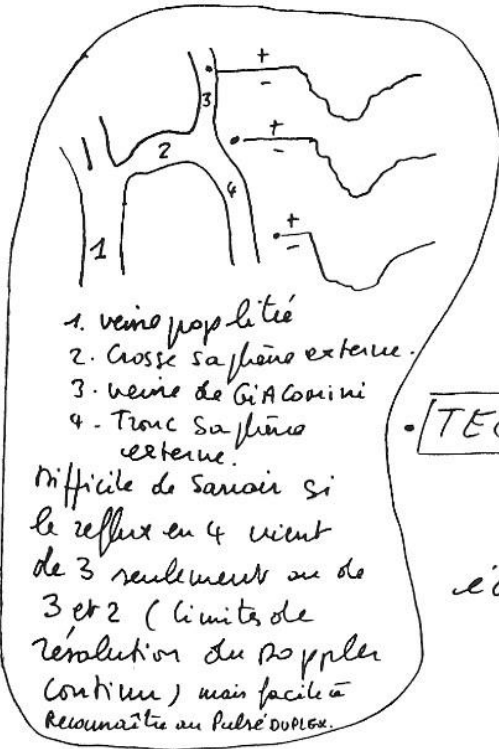 +
-
3
+
-
2
4
+
-
1
1. veine poplitée
2. Crosse saphène externe.
3. veine de GIACOMINI
4 - Tronc saphène
externe.
Difficile de savoir si
le reflux en 4 vient
de 3 seulement ou de
3 et 2 (limites de
résolution du Doppler
continu) mais facile à
Reconnaître au Pulsé DUPLEX.
• TEC